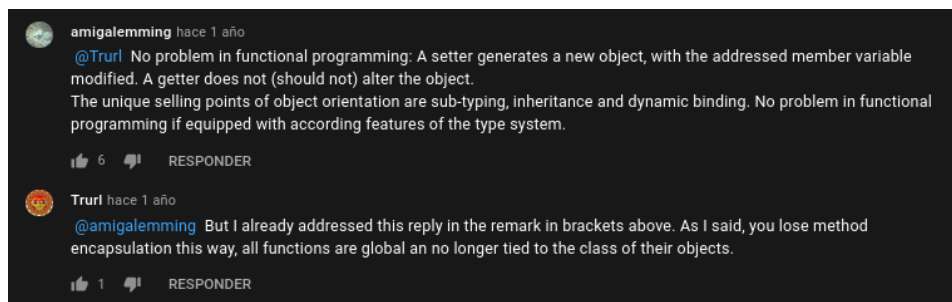 amigalemming hace 1 año
@Trurl No problem in functional programming: A setter generates a new object, with the addressed member variable
modified. A getter does not (should not) alter the object.
The unique selling points of object orientation are sub-typing, inheritance and dynamic binding. No problem in functional
programming if equipped with according features of the type system.
6 RESPONDER
Trurl hace 1 año
@amigalemming But I already addressed this reply in the remark in brackets above. As I said, you lose method
encapsulation this way, all functions are global an no longer tied to the class of their objects.
1 RESPONDER